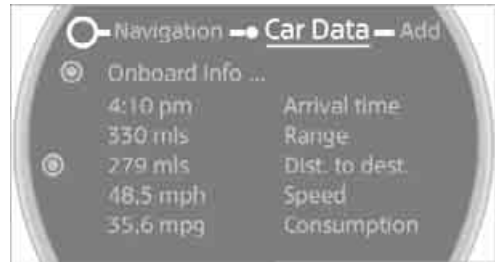 Navigation Car Data Add
Onboard Info ...
4:10 pm Arrival time
330 mls Range
279 mls Dist. to dest.
48.5 mph Speed
35.6 mpg Consumption